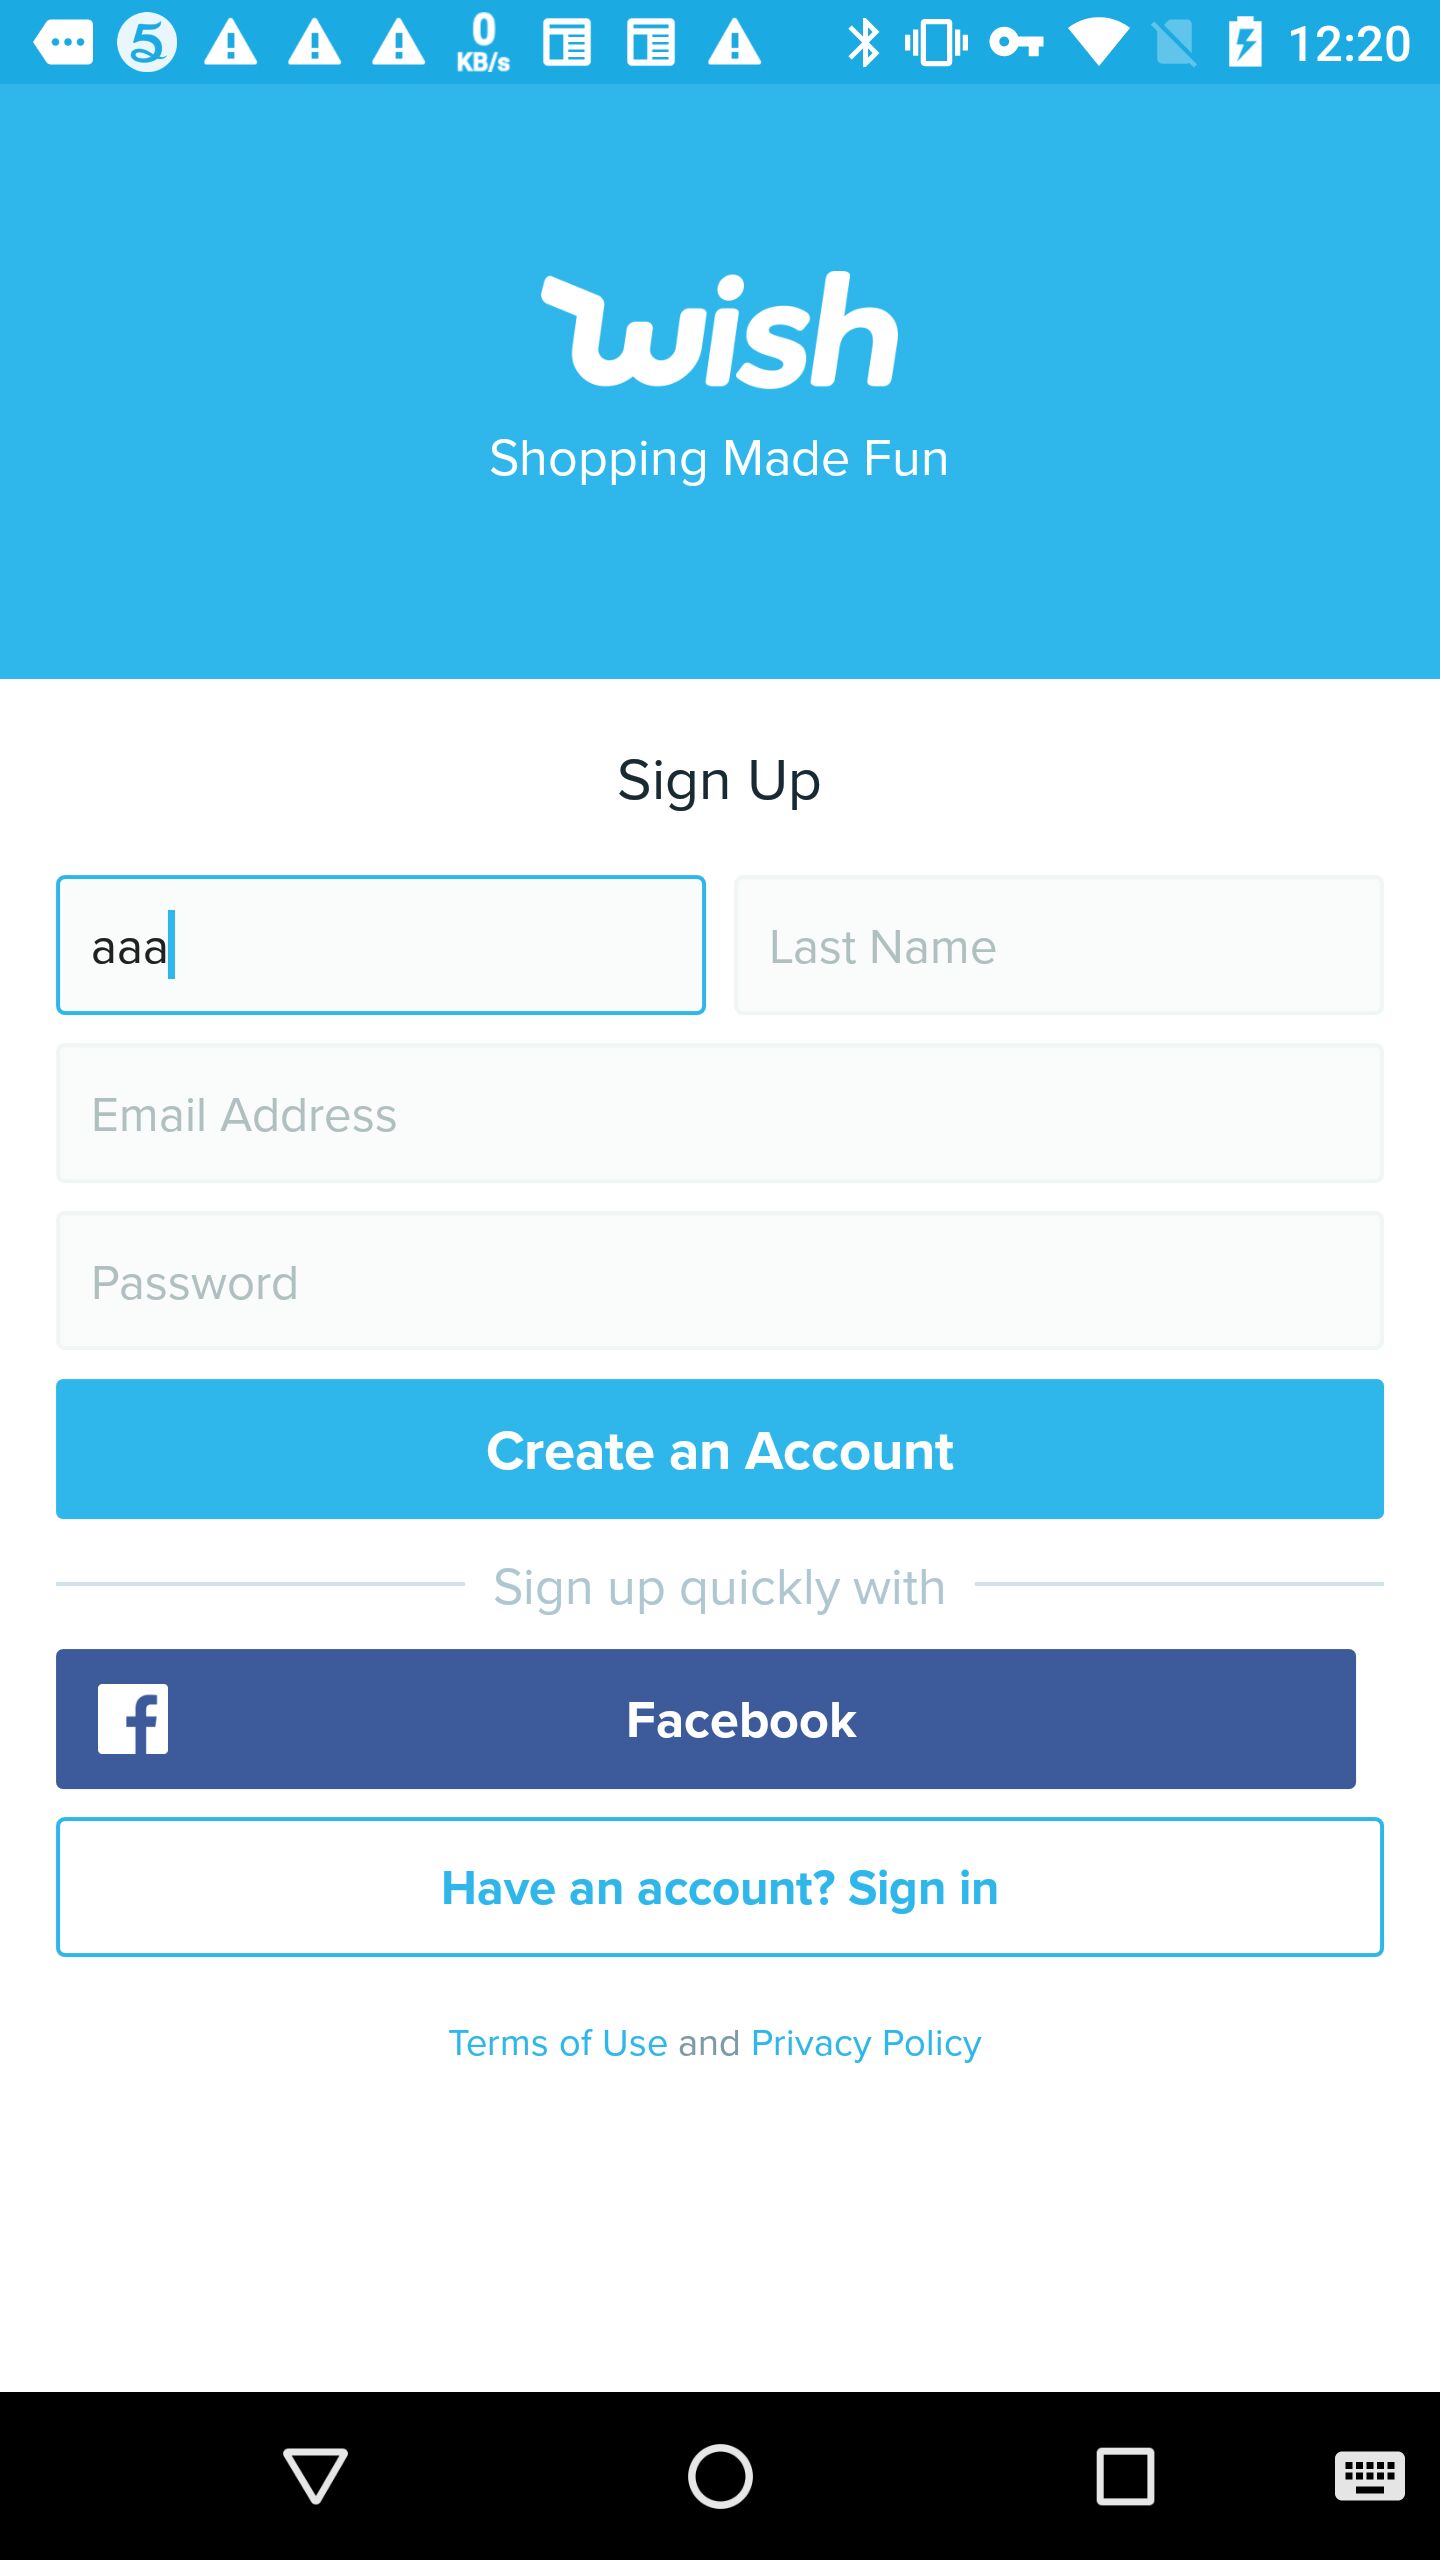 0
KB/s
12:20
wish
Shopping Made Fun
Sign Up
aaa
Last Name
Email Address
Password
Create an Account
Sign up quickly with
Facebook
Have an account? Sign in
Terms of Use and Privacy Policy